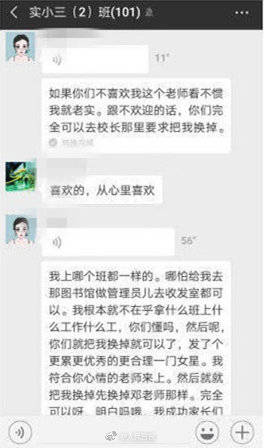 实小三（2）班(101)
11"
如果你们不喜欢我这个老师看不惯
我就老实。跟不欢迎的话，你们完
全可以去校长那里要求把我换掉。
转换完成
喜欢的，从心里喜欢
56"
我上哪个班都一样的。哪怕给我去
那图书馆做管理员儿去收发室都可
以。我根本就不在乎拿什么班上什
么工作什么工，你们懂吗，然后呢，
你们就把我换掉就可以了，发了个
更累更优秀的更合理一门女星。我
符合你心情的老师来上。然后就就
把我换掉先换掉邓老师那样。完全
可以呀，明白吗哦，我成功家长们